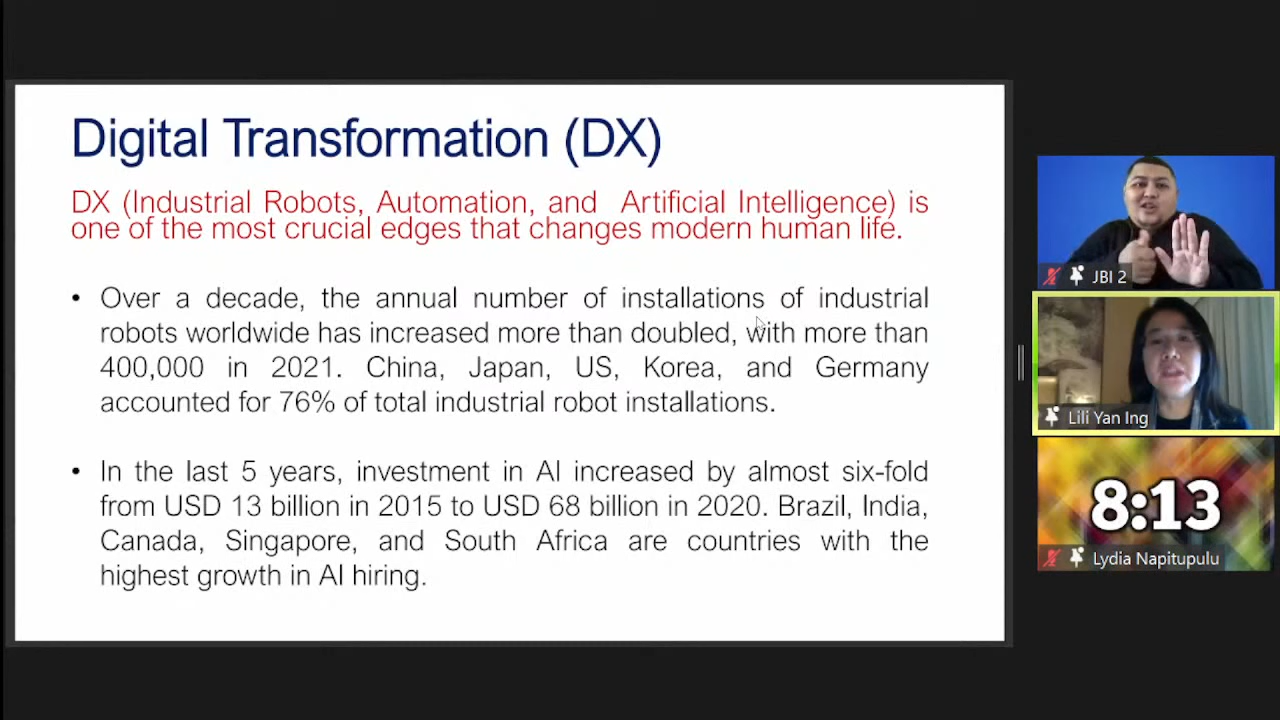 Digital Transformation (DX)
DX (Industrial Robots, Automation, and Artificial Intelligence) is
one of the most crucial edges that changes modern human life.
• Over a decade, the annual number of installations of industrial
robots worldwide has increased more than doubled, with more than
400,000 in 2021. China, Japan, US, Korea, and Germany
accounted for 76% of total industrial robot installations.
• In the last 5 years, investment in AI increased by almost six-fold
from USD 13 billion in 2015 to USD 68 billion in 2020. Brazil, India,
Canada, Singapore, and South Africa are countries with the
highest growth in AI hiring.
JBI 2
Lili Yan Ing
8:13
Lydia Napitupulu